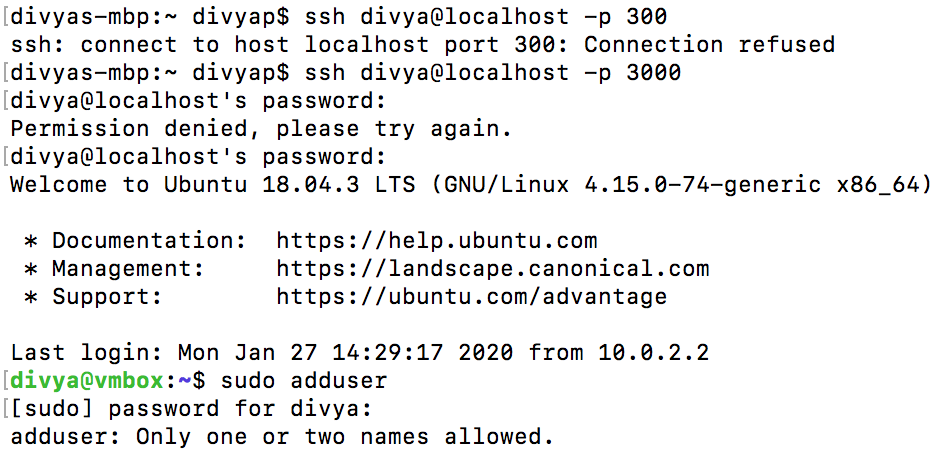 [divyas-mbp:~ divyap$ ssh divya@localhost -p 300
ssh: connect to host localhost port 300: Connection refused
[divyas-mbp:~ divyap$ ssh divya@localhost -p 3000
[divya@localhost's password:
Permission denied, please try again.
[divya@localhost's password:
Welcome to Ubuntu 18.04.3 LTS (GNU/Linux 4.15.0-74-generic x86_64)
* Documentation:  https://help.ubuntu.com
* Management:     https://landscape.canonical.com
* Support:        https://ubuntu.com/advantage
Last login: Mon Jan 27 14:29:17 2020 from 10.0.2.2
[divya@vmbox:~$ sudo adduser
[[sudo] password for divya:
adduser: Only one or two names allowed.